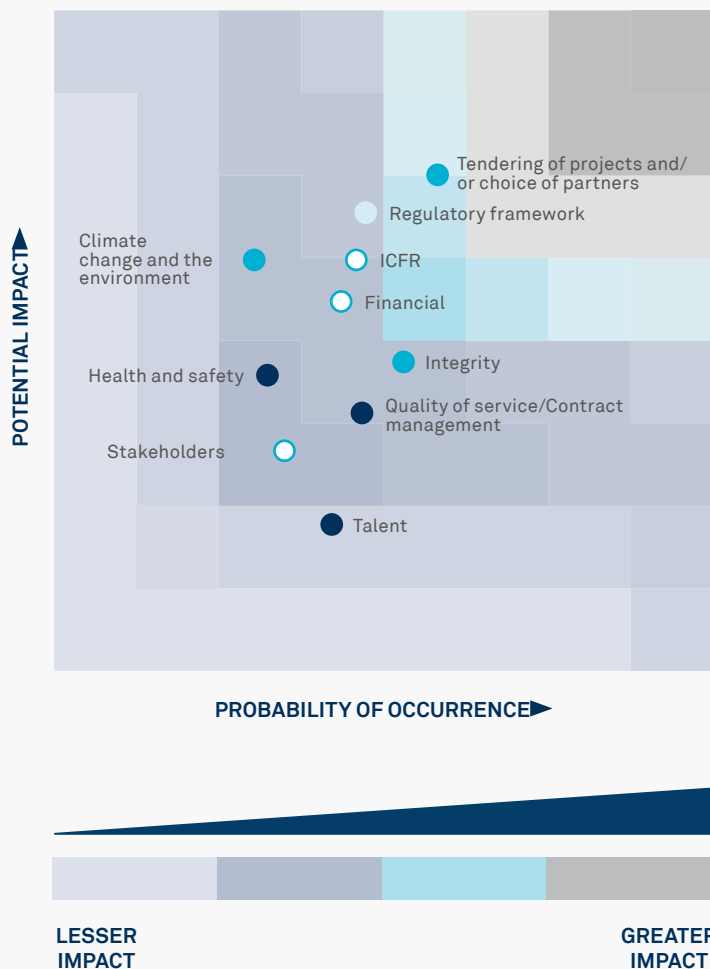 Tendering of projects and/
or choice of partners
Regulatory framework
Climate
change and the
environment
ICFR
Financial
Integrity
Health and safety
Quality of service/Contract
management
Stakeholders
Talent
POTENTIAL IMPACT
PROBABILITY OF OCCURRENCE
LESSER
IMPACT
GREATER
IMPACT